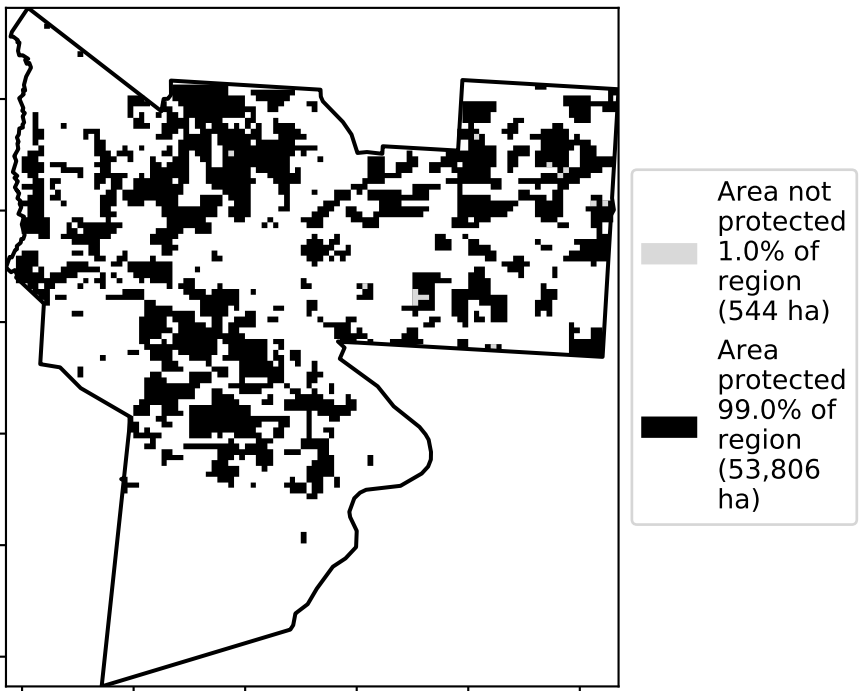 Area not
protected
1.0% of
region
(544 ha)
Area
protected
99.0% of
region
(53,806
ha)